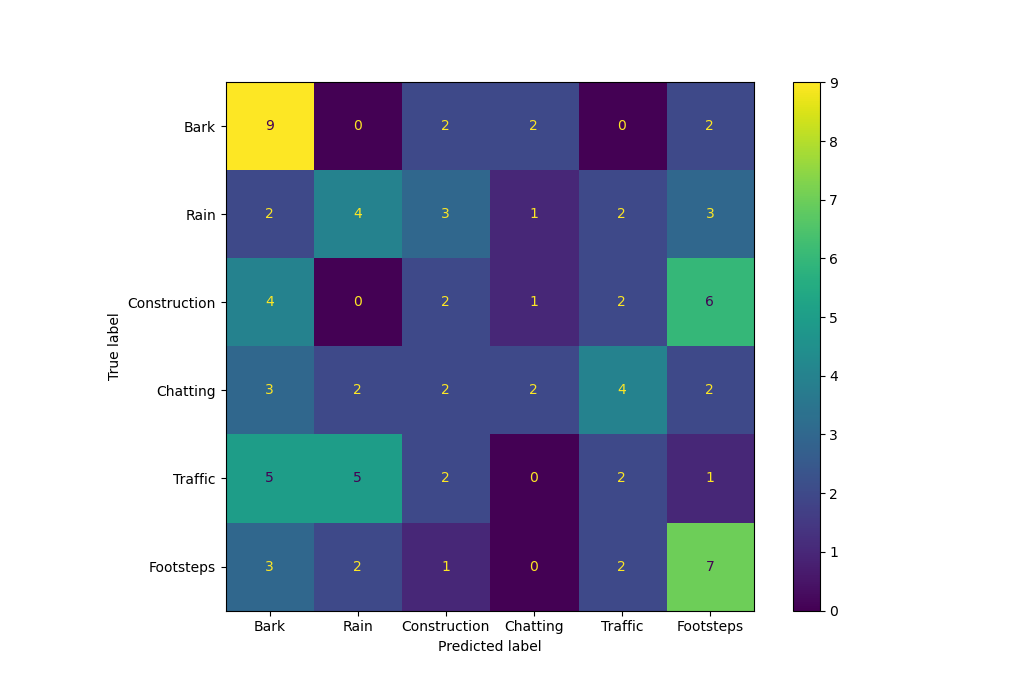 9
Bark 9 0 2 2 0 2
8
7
Rain 2 4 3 1 2 3
6
Construction 4 0 2 1 2 6
5
True label
4
Chatting 3 2 2 2 4 2
3
Traffic 5 5 2 0 2 1
2
1
Footsteps 3 2 1 0 2 7
0
Bark Rain Construction Chatting Traffic Footsteps
Predicted label